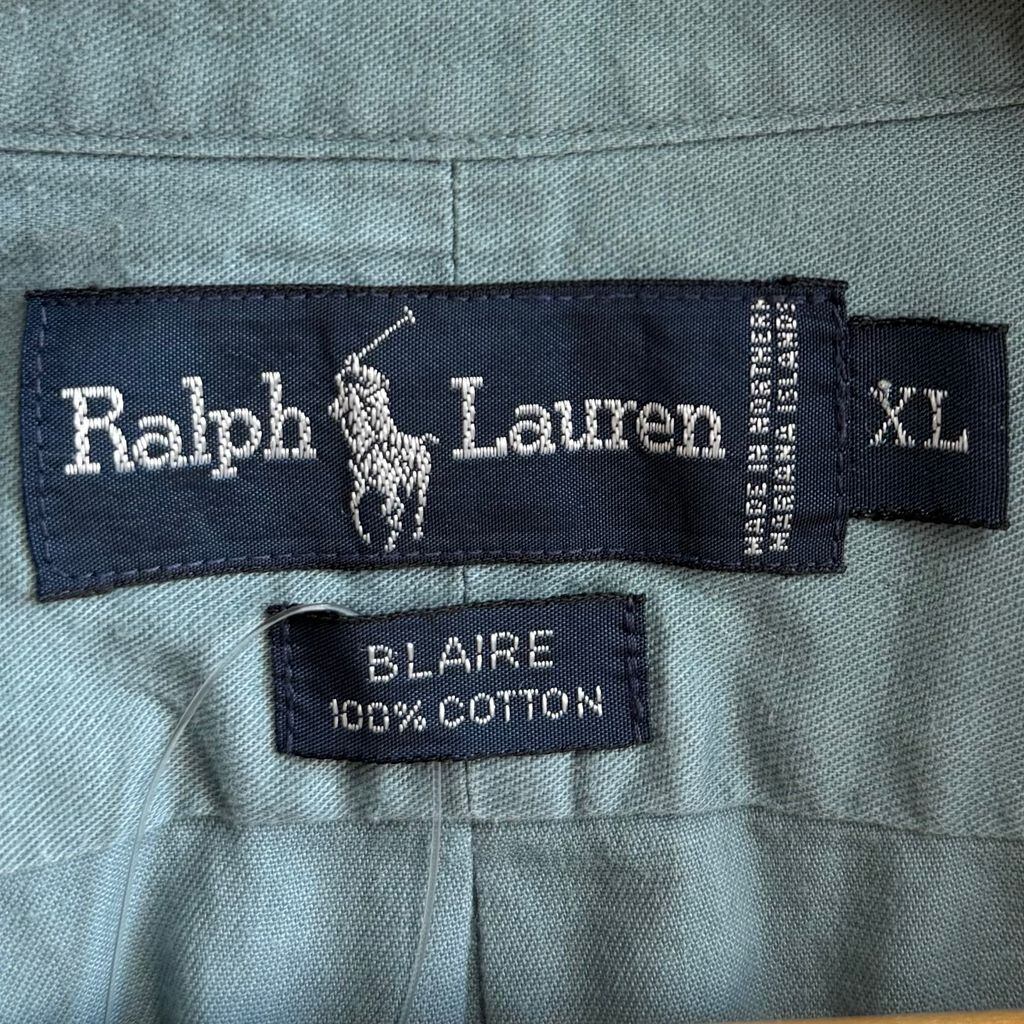 Ralph Lauren
MADE IN NORTHERN
MARIANA ISLANDS
XL
BLAIRE
100% COTTON